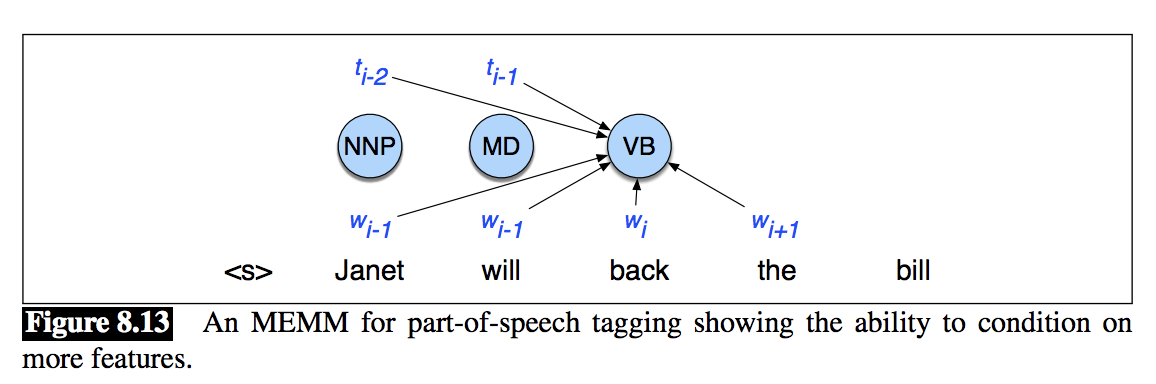 t_{i-2} t_{i-1}
NNP MD VB
w_{i-1} w_{i-1} w_i w_{i+1}
<s> Janet will back the bill
Figure 8.13 An MEMM for part-of-speech tagging showing the ability to condition on
more features.